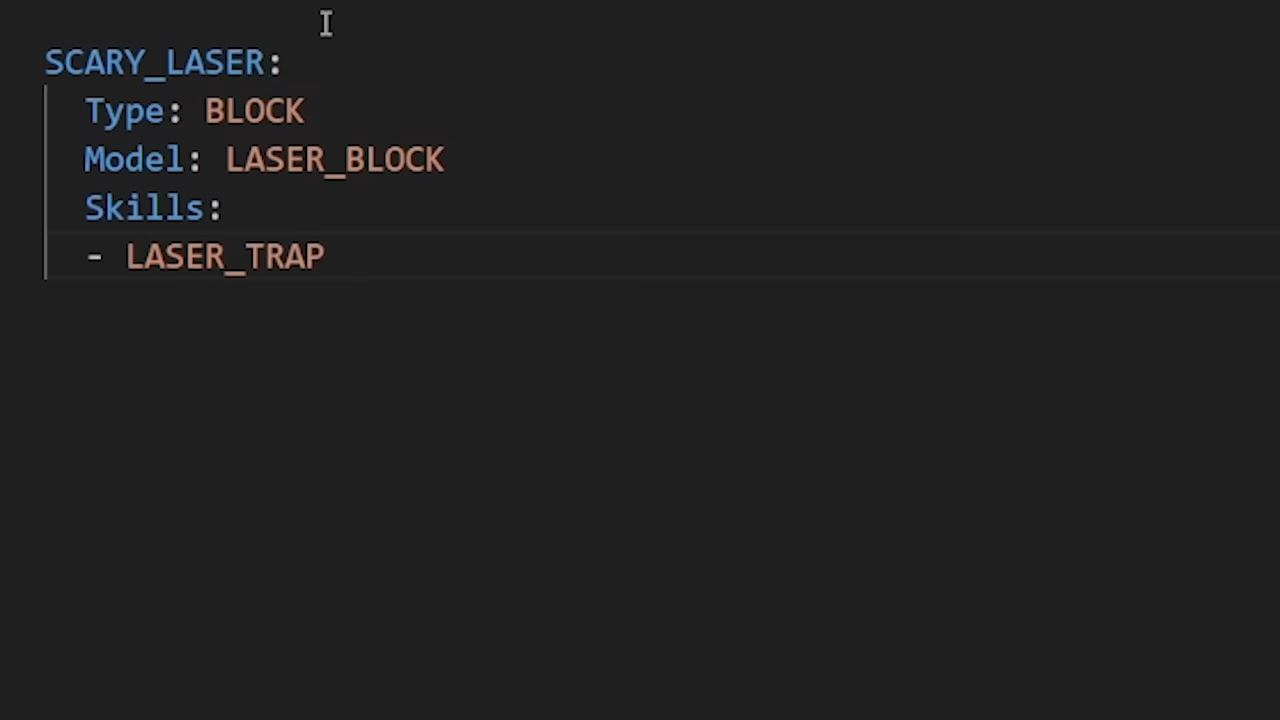 SCARY_LASER:
  Type: BLOCK
  Model: LASER_BLOCK
  Skills:
  - LASER_TRAP